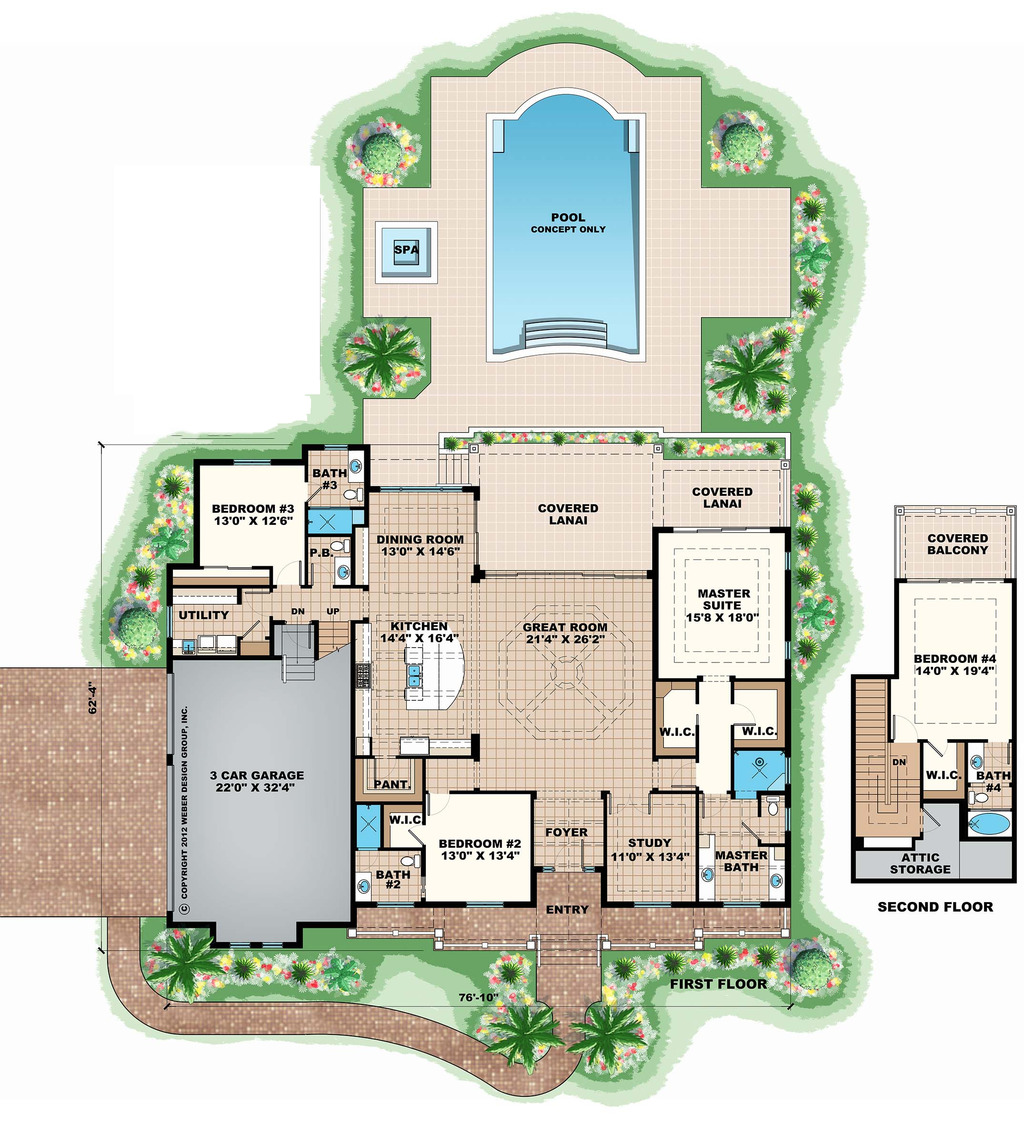 POOL
CONCEPT ONLY
SPA
BATH
#3
BEDROOM #3
13'0" X 12'6"
P.B.
COVERED
LANAI
COVERED
LANAI
DINING ROOM
13'0" X 14'6"
UTILITY
DN
UP
KITCHEN
14'4" X 16'4"
GREAT ROOM
21'4" X 26'2"
MASTER
SUITE
15'8 X 18'0"
W.I.C.
W.I.C.
62'-4"
© COPYRIGHT 2012 WEBER DESIGN GROUP, INC.
3 CAR GARAGE
22'0" X 32'4"
PANT.
W.I.C.
BEDROOM #2
13'0" X 13'4"
BATH
#2
FOYER
STUDY
11'0" X 13'4"
MASTER
BATH
ENTRY
76'-10"
FIRST FLOOR
COVERED
BALCONY
BEDROOM #4
14'0" X 19'4"
DN
W.I.C.
BATH
#4
ATTIC
STORAGE
SECOND FLOOR